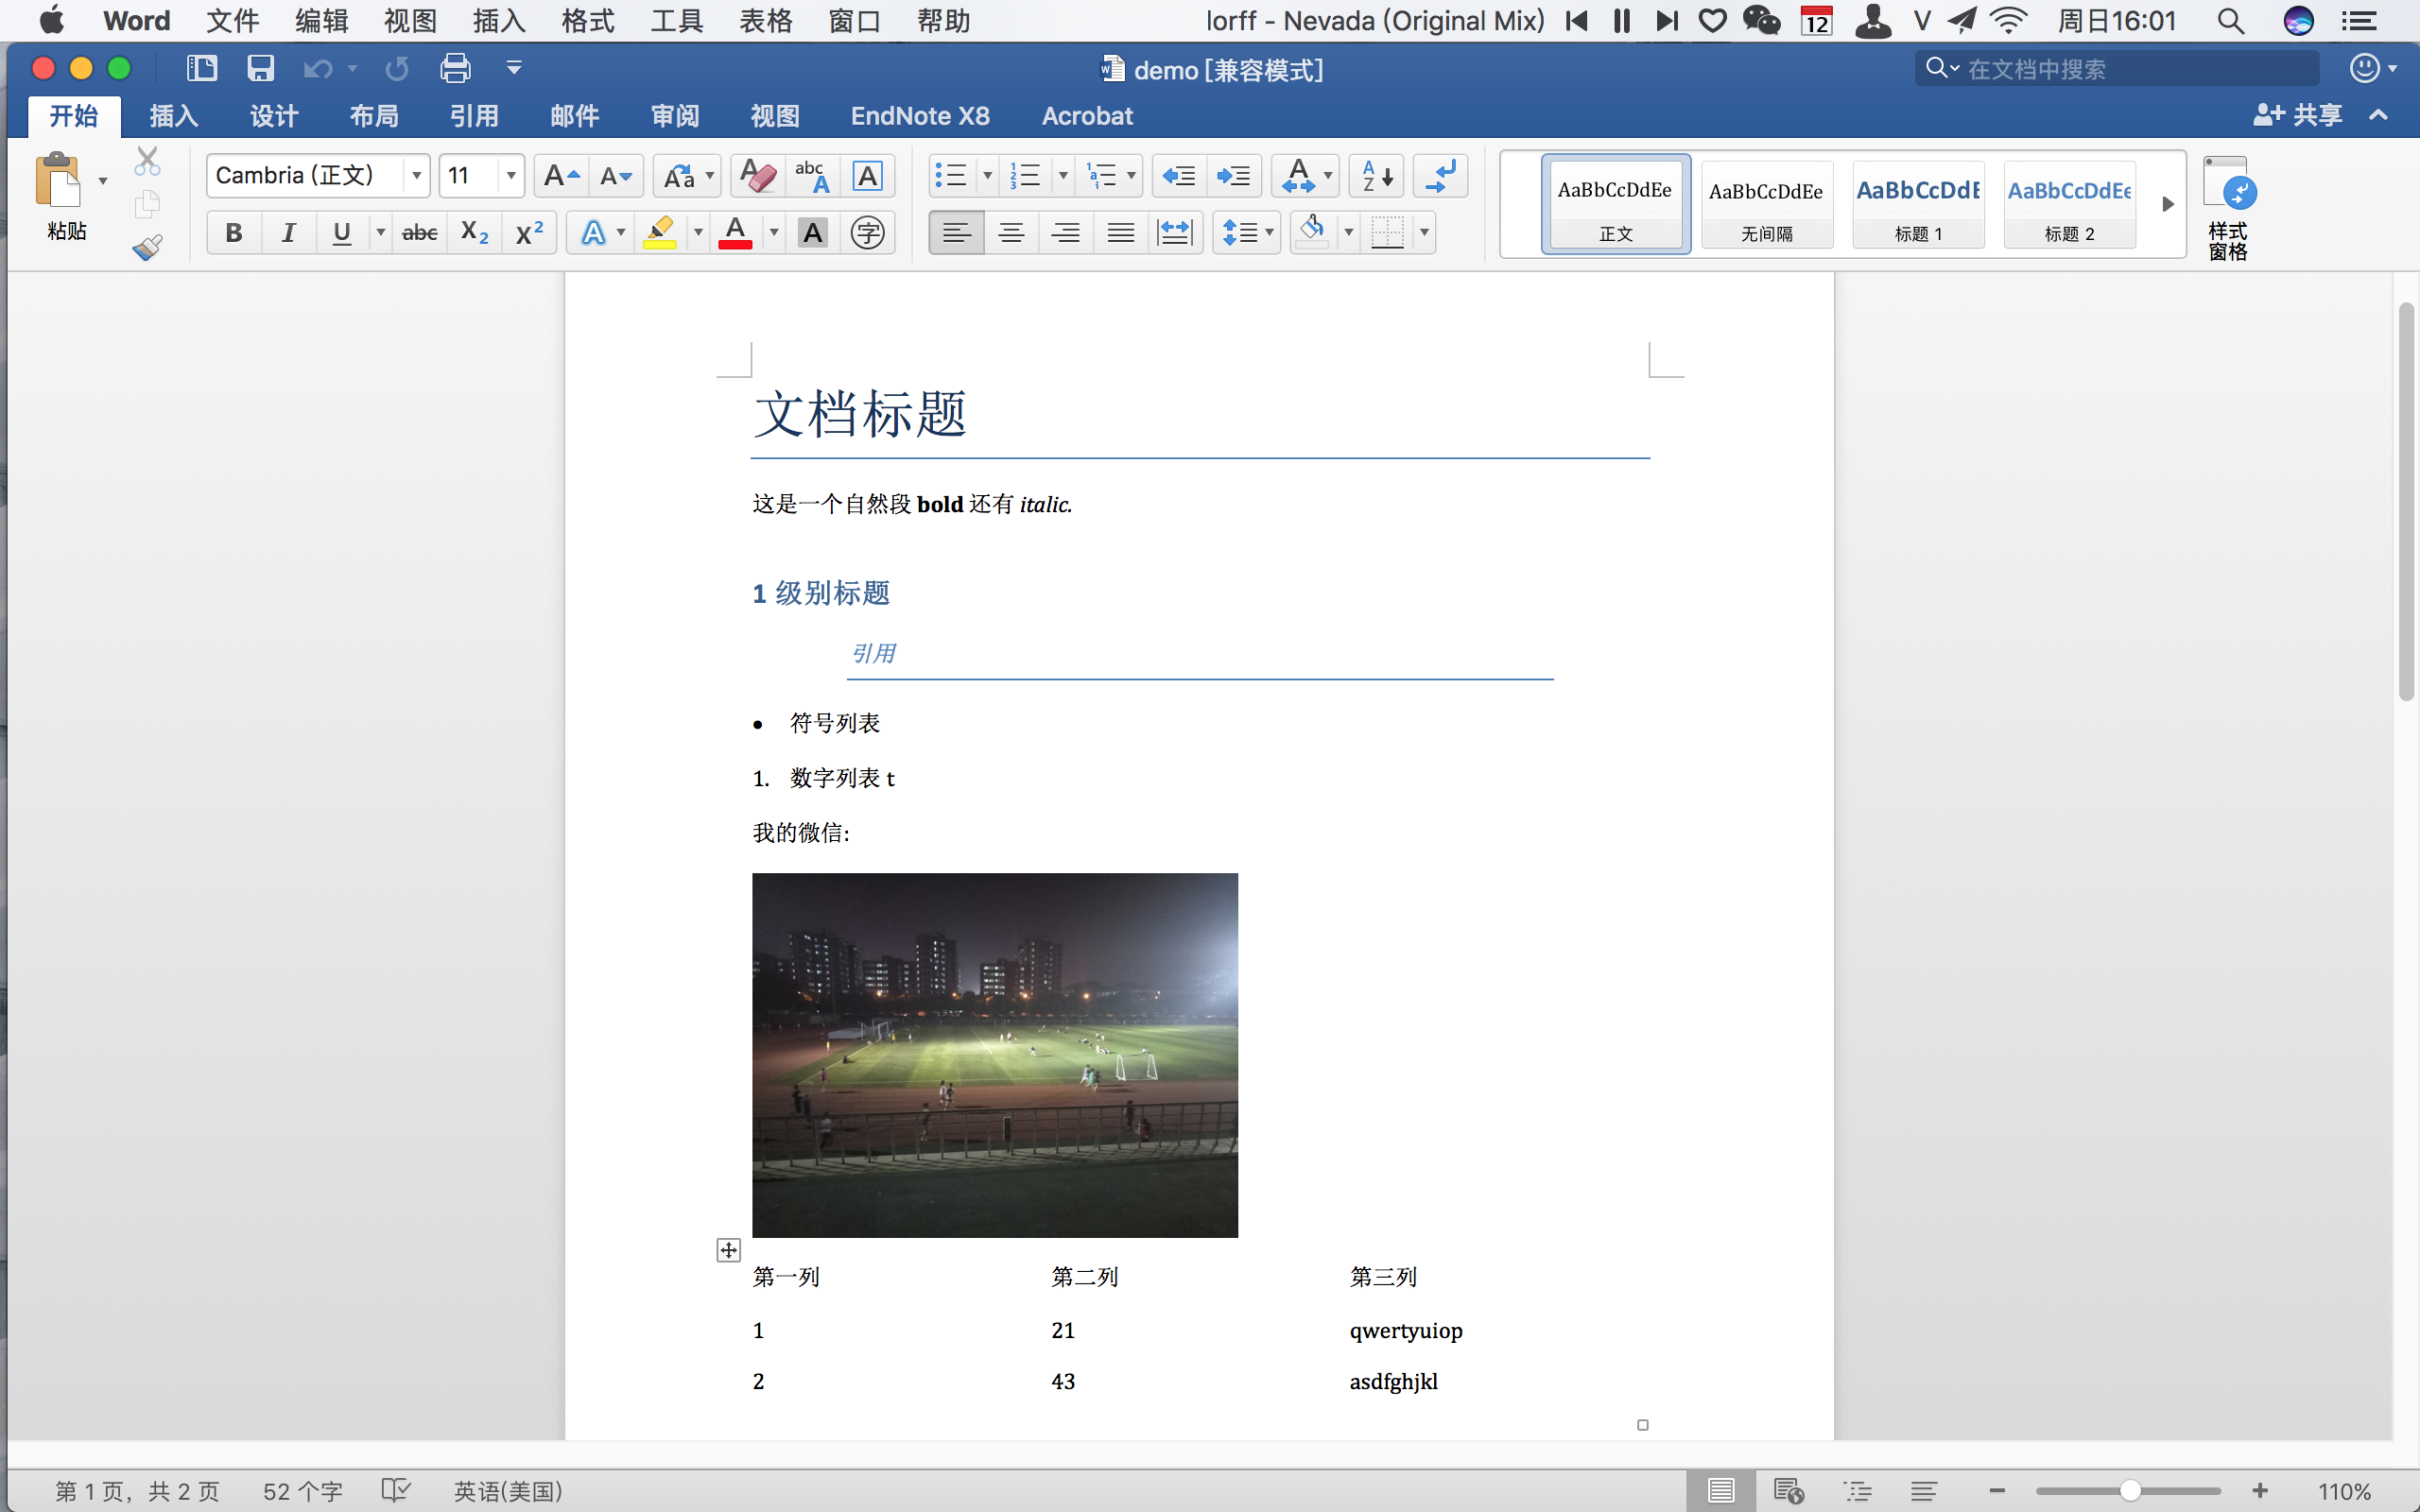 Word 文件 编辑 视图 插入 格式 工具 表格 窗口 帮助 lorff - Nevada (Original Mix) 12 V 周日16:01
demo [兼容模式] 在文档中搜索
开始 插入 设计 布局 引用 邮件 审阅 视图 EndNote X8 Acrobat 共享
粘贴 Cambria (正文) 11 A A Aa A abc A A 1 2 3 1 a i A A Z
B I U abc X2 X2 A A A 字
AaBbCcDdEe AaBbCcDdEe AaBbCcDdE AaBbCcDdEe
正文 无间隔 标题 1 标题 2 样式
窗格
文档标题
这是一个自然段 bold 还有 italic.
1 级别标题
引用
• 符号列表
1. 数字列表 t
我的微信:
第一列 第二列 第三列
1 21 qwertyuiop
2 43 asdfghjkl
第 1 页，共 2 页 52 个字 英语(美国) 110%